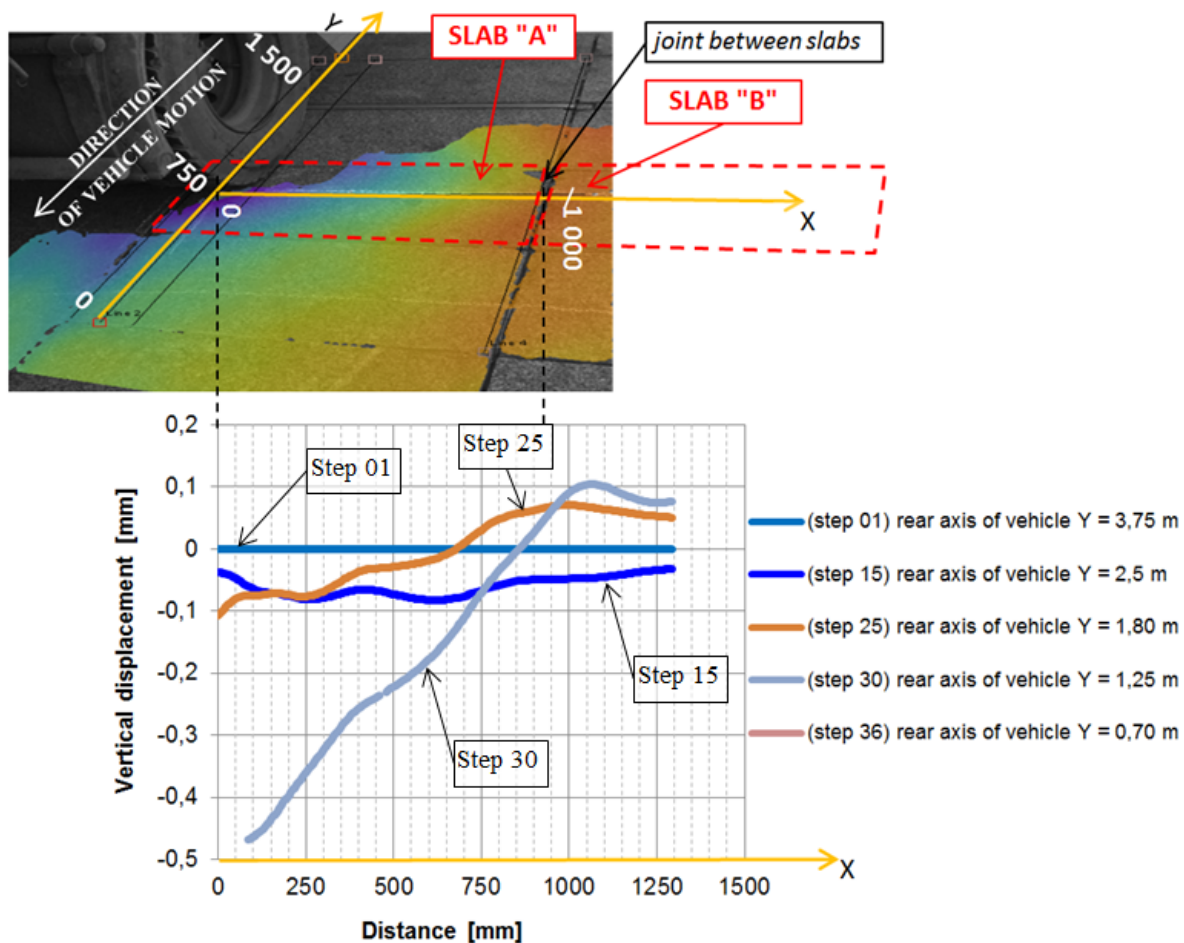 Y
SLAB "A"
joint between slabs
1 500
SLAB "B"
DIRECTION
OF VEHICLE MOTION
750
0
X
1 000
0
Line 2
Line 4
0,2
0,1
0
-0,1
-0,2
-0,3
-0,4
-0,5
Vertical displacement [mm]
Step 01
Step 25
Step 15
Step 30
(step 01) rear axis of vehicle Y = 3,75 m
(step 15) rear axis of vehicle Y = 2,5 m
(step 25) rear axis of vehicle Y = 1,80 m
(step 30) rear axis of vehicle Y = 1,25 m
(step 36) rear axis of vehicle Y = 0,70 m
X
0 250 500 750 1000 1250 1500
Distance [mm]